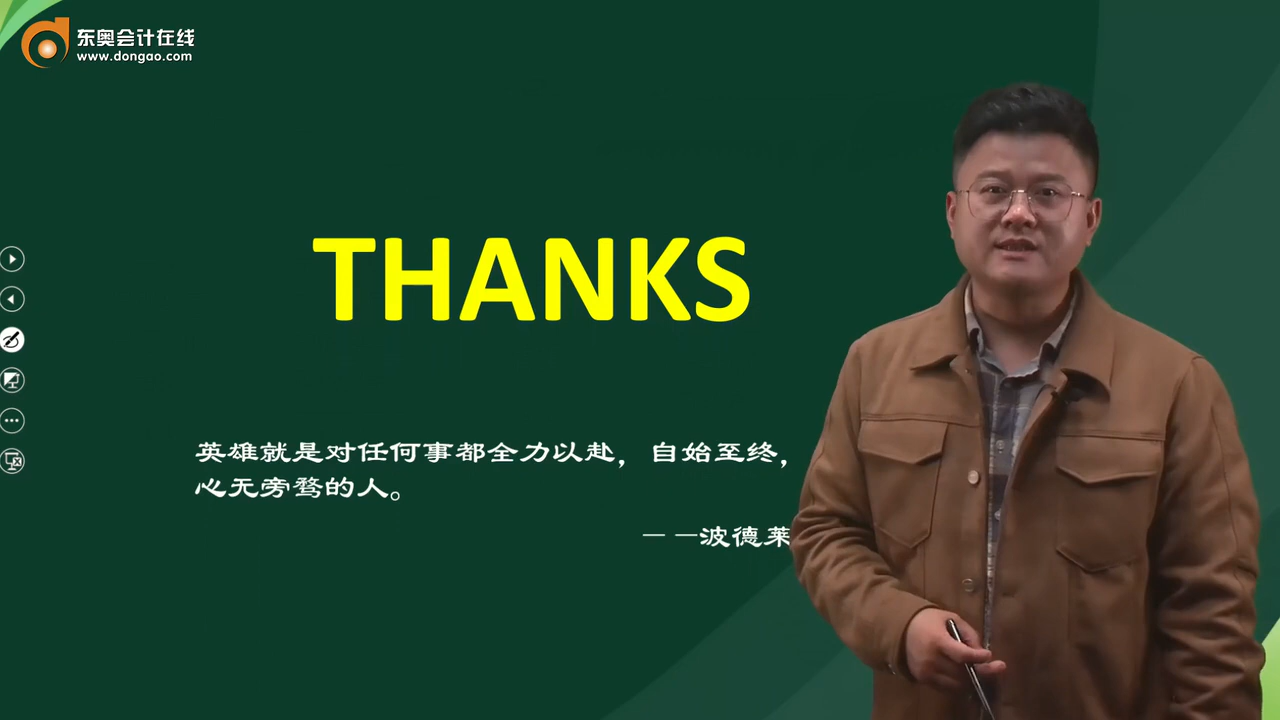 东奥会计在线
www.dongao.com
THANKS
英雄就是对任何事都全力以赴，自始至终，
心无旁骛的人。
— —波德莱